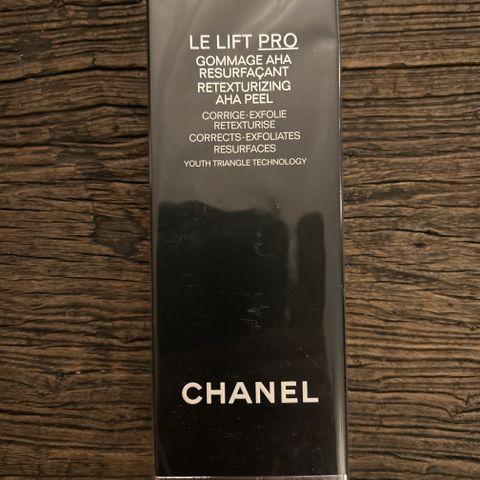 LE LIFT PRO
GOMMAGE AHA
RESURFAÇANT
RETEXTURIZING
AHA PEEL
CORRIGE-EXFOLIE
RETEXTURISE
CORRECTS-EXFOLIATES
RESURFACES
YOUTH TRIANGLE TECHNOLOGY
CHANEL